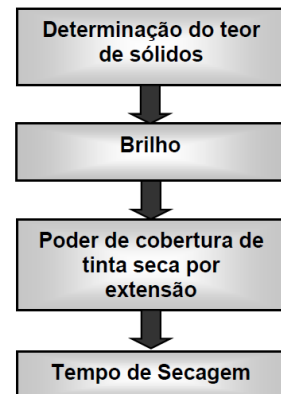 Determinação do teor
de sólidos
Brilho
Poder de cobertura de
tinta seca por
extensão
Tempo de Secagem